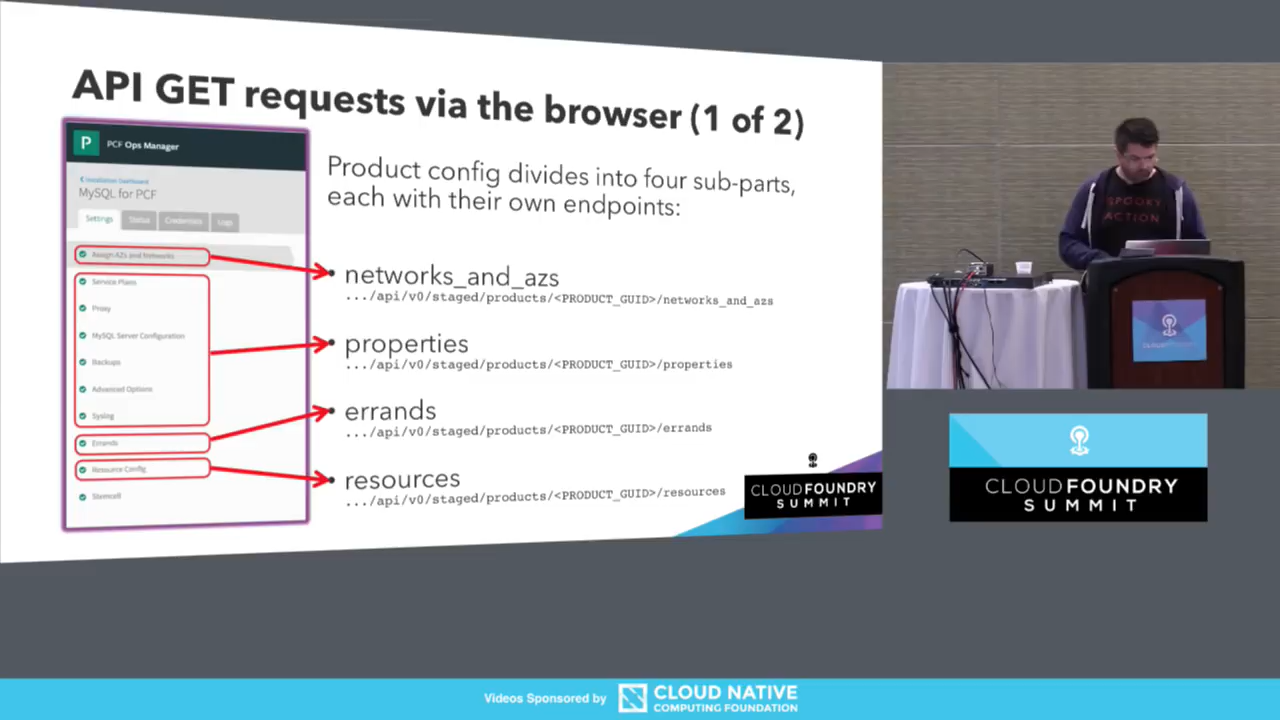 API GET requests via the browser (1 of 2)
P PCF Ops Manager
Installation Dashboard
MySQL for PCF
Settings Status Credentials Logs
Assign AZs and Networks
Service Plans
Proxy
MySQL Server Configuration
Backups
Advanced Options
Syslog
Errands
Resource Config
Stemcell
Product config divides into four sub-parts,
each with their own endpoints:
• networks_and_azs
.../api/v0/staged/products/<PRODUCT_GUID>/networks_and_azs
• properties
.../api/v0/staged/products/<PRODUCT_GUID>/properties
• errands
.../api/v0/staged/products/<PRODUCT_GUID>/errands
• resources
.../api/v0/staged/products/<PRODUCT_GUID>/resources
CLOUDFOUNDRY
SUMMIT
SPOOKY
ACTION
CLOUDFOUNDRY
SUMMIT
Videos Sponsored by
CLOUD NATIVE
COMPUTING FOUNDATION